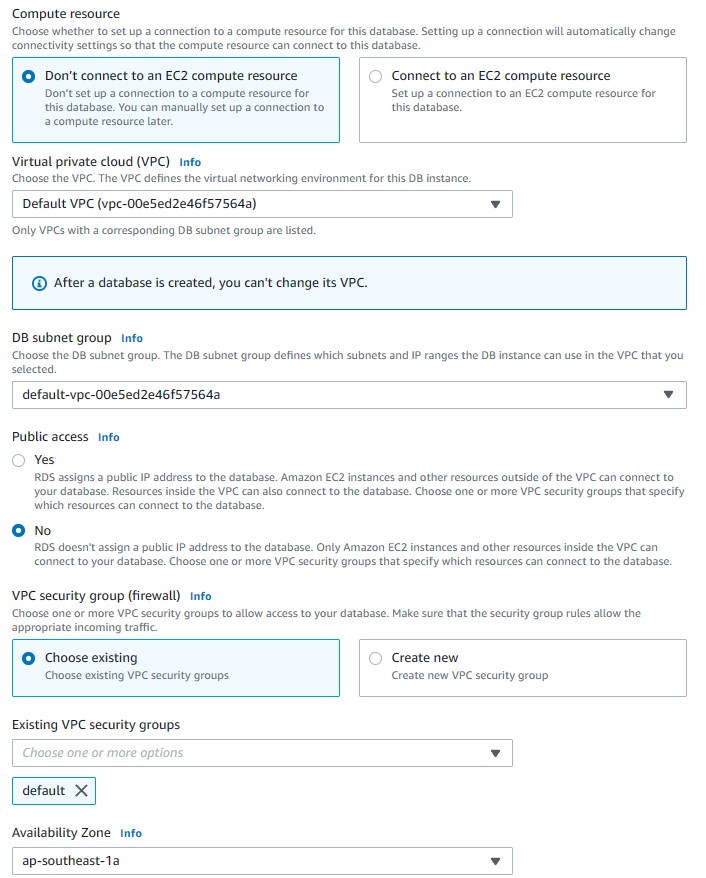 Compute resource
Choose whether to set up a connection to a compute resource for this database. Setting up a connection will automatically change
connectivity settings so that the compute resource can connect to this database.
Don't connect to an EC2 compute resource
Don't set up a connection to a compute resource for
this database. You can manually set up a connection to
a compute resource later.
Connect to an EC2 compute resource
Set up a connection to an EC2 compute resource for
this database.
Virtual private cloud (VPC) Info
Choose the VPC. The VPC defines the virtual networking environment for this DB instance.
Default VPC (vpc-00e5ed2e46f57564a)
Only VPCs with a corresponding DB subnet group are listed.
After a database is created, you can't change its VPC.
DB subnet group Info
Choose the DB subnet group. The DB subnet group defines which subnets and IP ranges the DB instance can use in the VPC that you
selected.
default-vpc-00e5ed2e46f57564a
Public access Info
Yes
RDS assigns a public IP address to the database. Amazon EC2 instances and other resources outside of the VPC can connect to
your database. Resources inside the VPC can also connect to the database. Choose one or more VPC security groups that specify
which resources can connect to the database.
No
RDS doesn't assign a public IP address to the database. Only Amazon EC2 instances and other resources inside the VPC can
connect to your database. Choose one or more VPC security groups that specify which resources can connect to the database.
VPC security group (firewall) Info
Choose one or more VPC security groups to allow access to your database. Make sure that the security group rules allow the
appropriate incoming traffic.
Choose existing
Choose existing VPC security groups
Create new
Create new VPC security group
Existing VPC security groups
Choose one or more options
default
Availability Zone Info
ap-southeast-1a